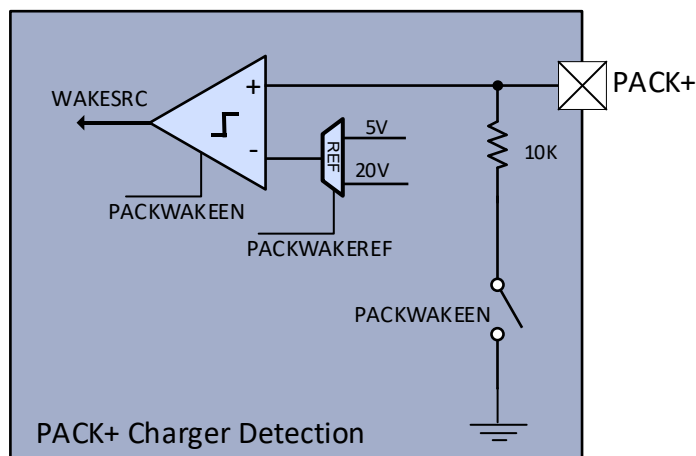 PACK+
WAKESRC
+
5V
REF
-
20V
10K
PACKWAKEEN
PACKWAKEREF
PACKWAKEEN
PACK+ Charger Detection